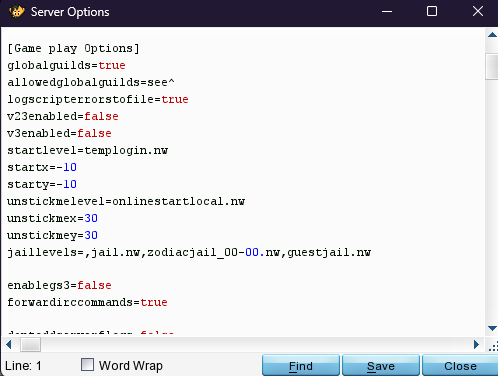 Server Options
[Game play Options]
globalguilds=true
allowedglobalguilds=see^
logscripterrorstofile=true
v23enabled=false
v3enabled=false
startlevel=templogin.nw
startx=-10
starty=-10
unstickmelevel=onlinestartlocal.nw
unstickmex=30
unstickmey=30
jaillevels=,jail.nw,zodiacjail_00-00.nw,guestjail.nw
enablegs3=false
forwardirccommands=true
Line: 1
Word Wrap
Find
Save
Close